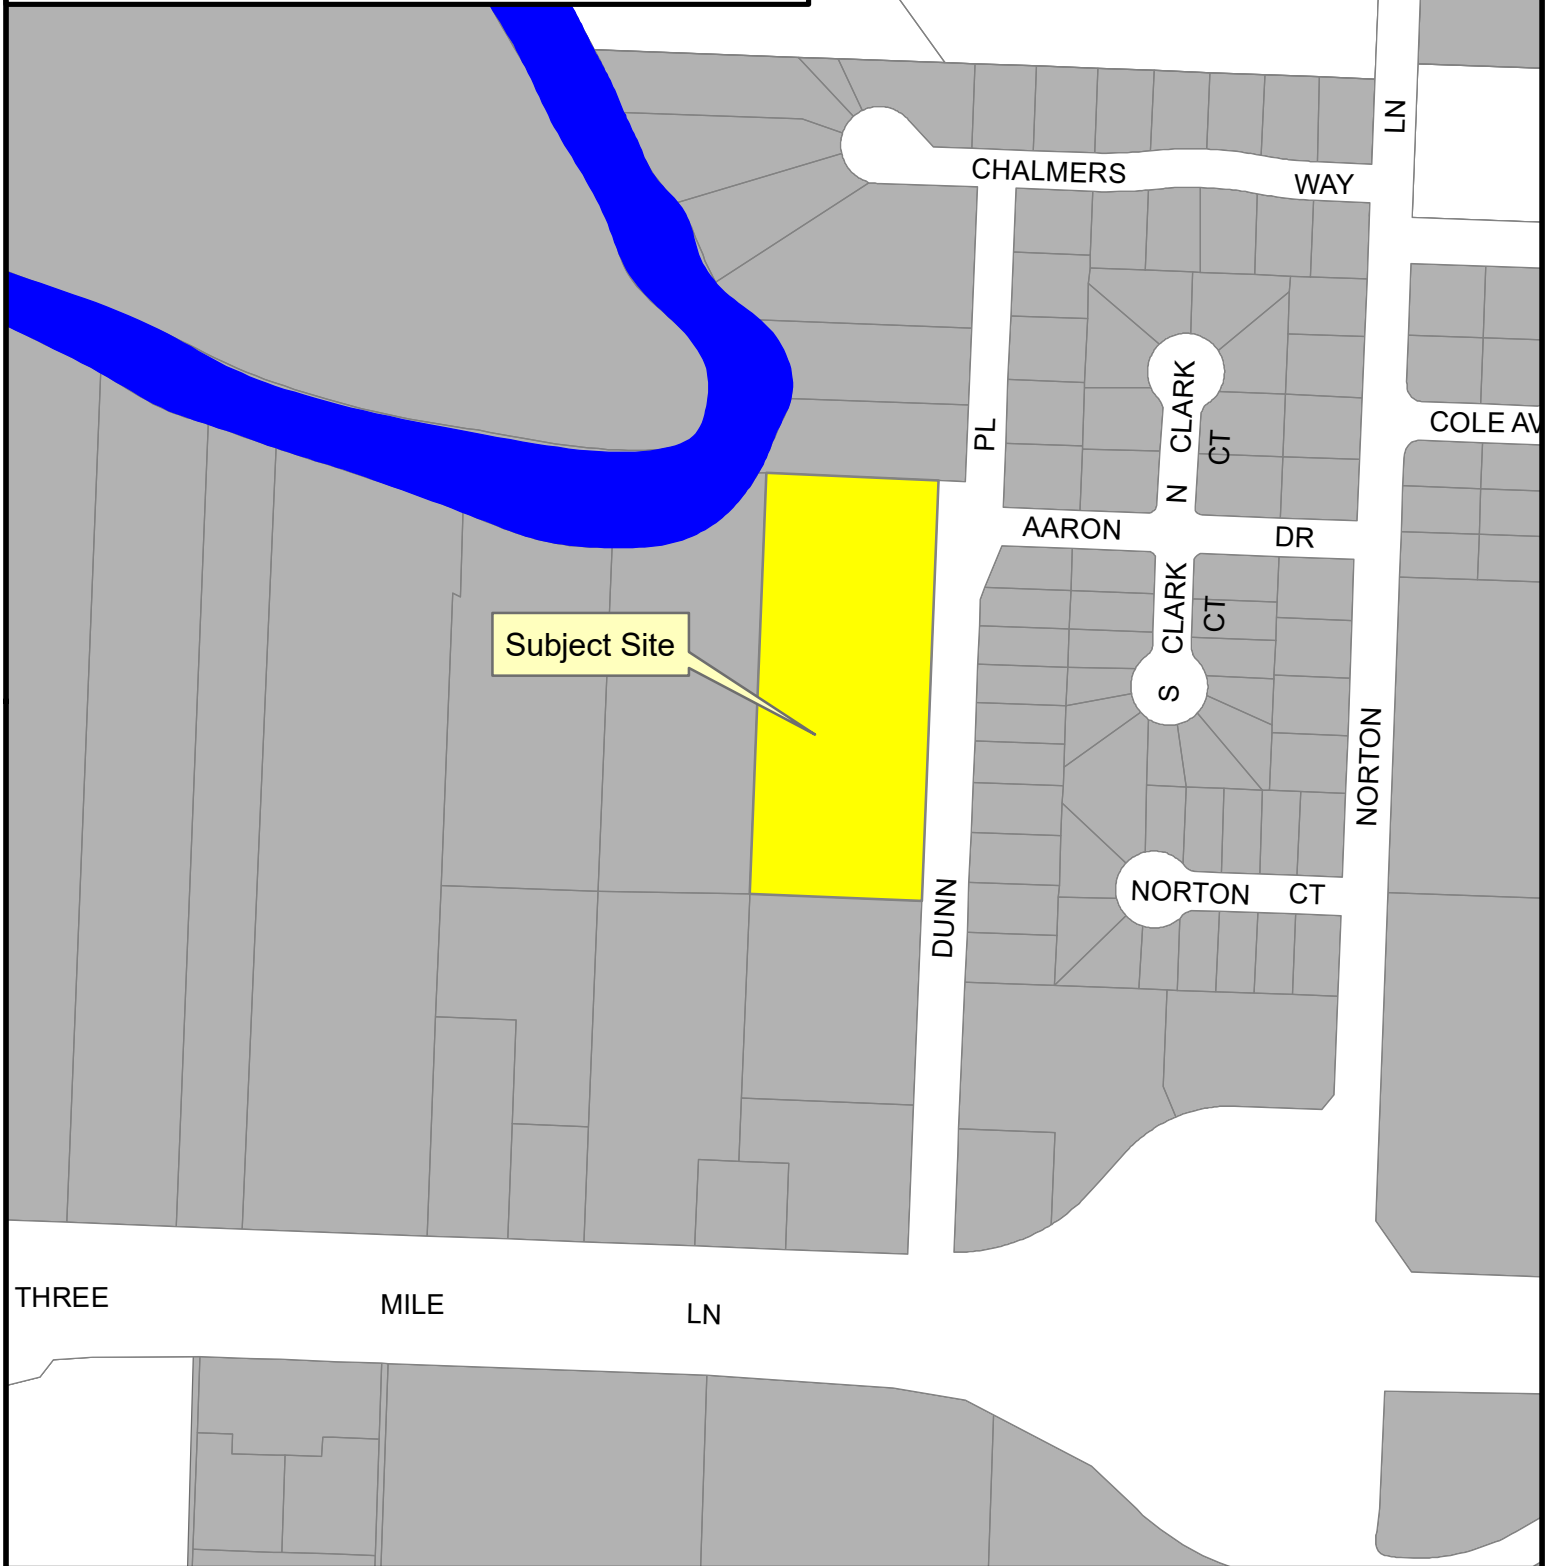 LN
CHALMERS WAY
CLARK
CT
N
PL
COLE AV
AARON DR
CLARK
CT
S
Subject Site
NORTON
NORTON CT
DUNN
THREE MILE LN